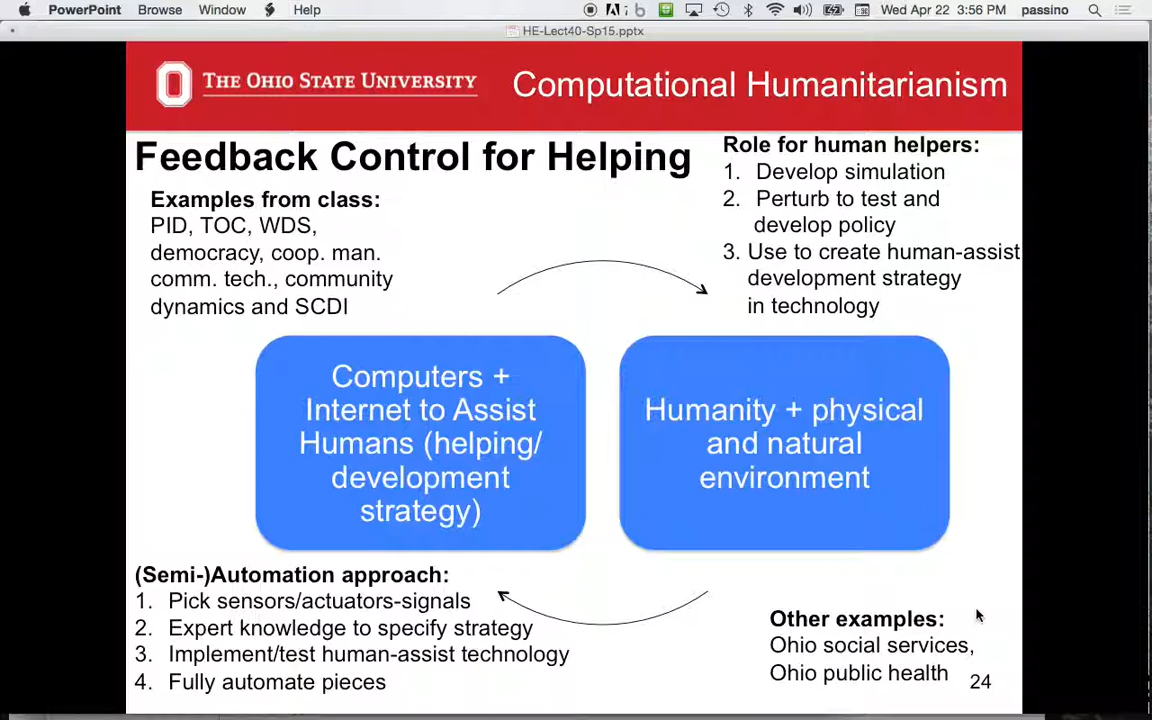 PowerPoint Browse Window Help Wed Apr 22 3:56 PM passino
HE-Lect40-Sp15.pptx
THE OHIO STATE UNIVERSITY
Computational Humanitarianism
Feedback Control for Helping
Examples from class:
PID, TOC, WDS,
democracy, coop. man.
comm. tech., community
dynamics and SCDI
Role for human helpers:
1. Develop simulation
2. Perturb to test and
develop policy
3. Use to create human-assist
development strategy
in technology
Computers +
Internet to Assist
Humans (helping/
development
strategy)
Humanity + physical
and natural
environment
(Semi-)Automation approach:
1. Pick sensors/actuators-signals
2. Expert knowledge to specify strategy
3. Implement/test human-assist technology
4. Fully automate pieces
Other examples:
Ohio social services,
Ohio public health
24